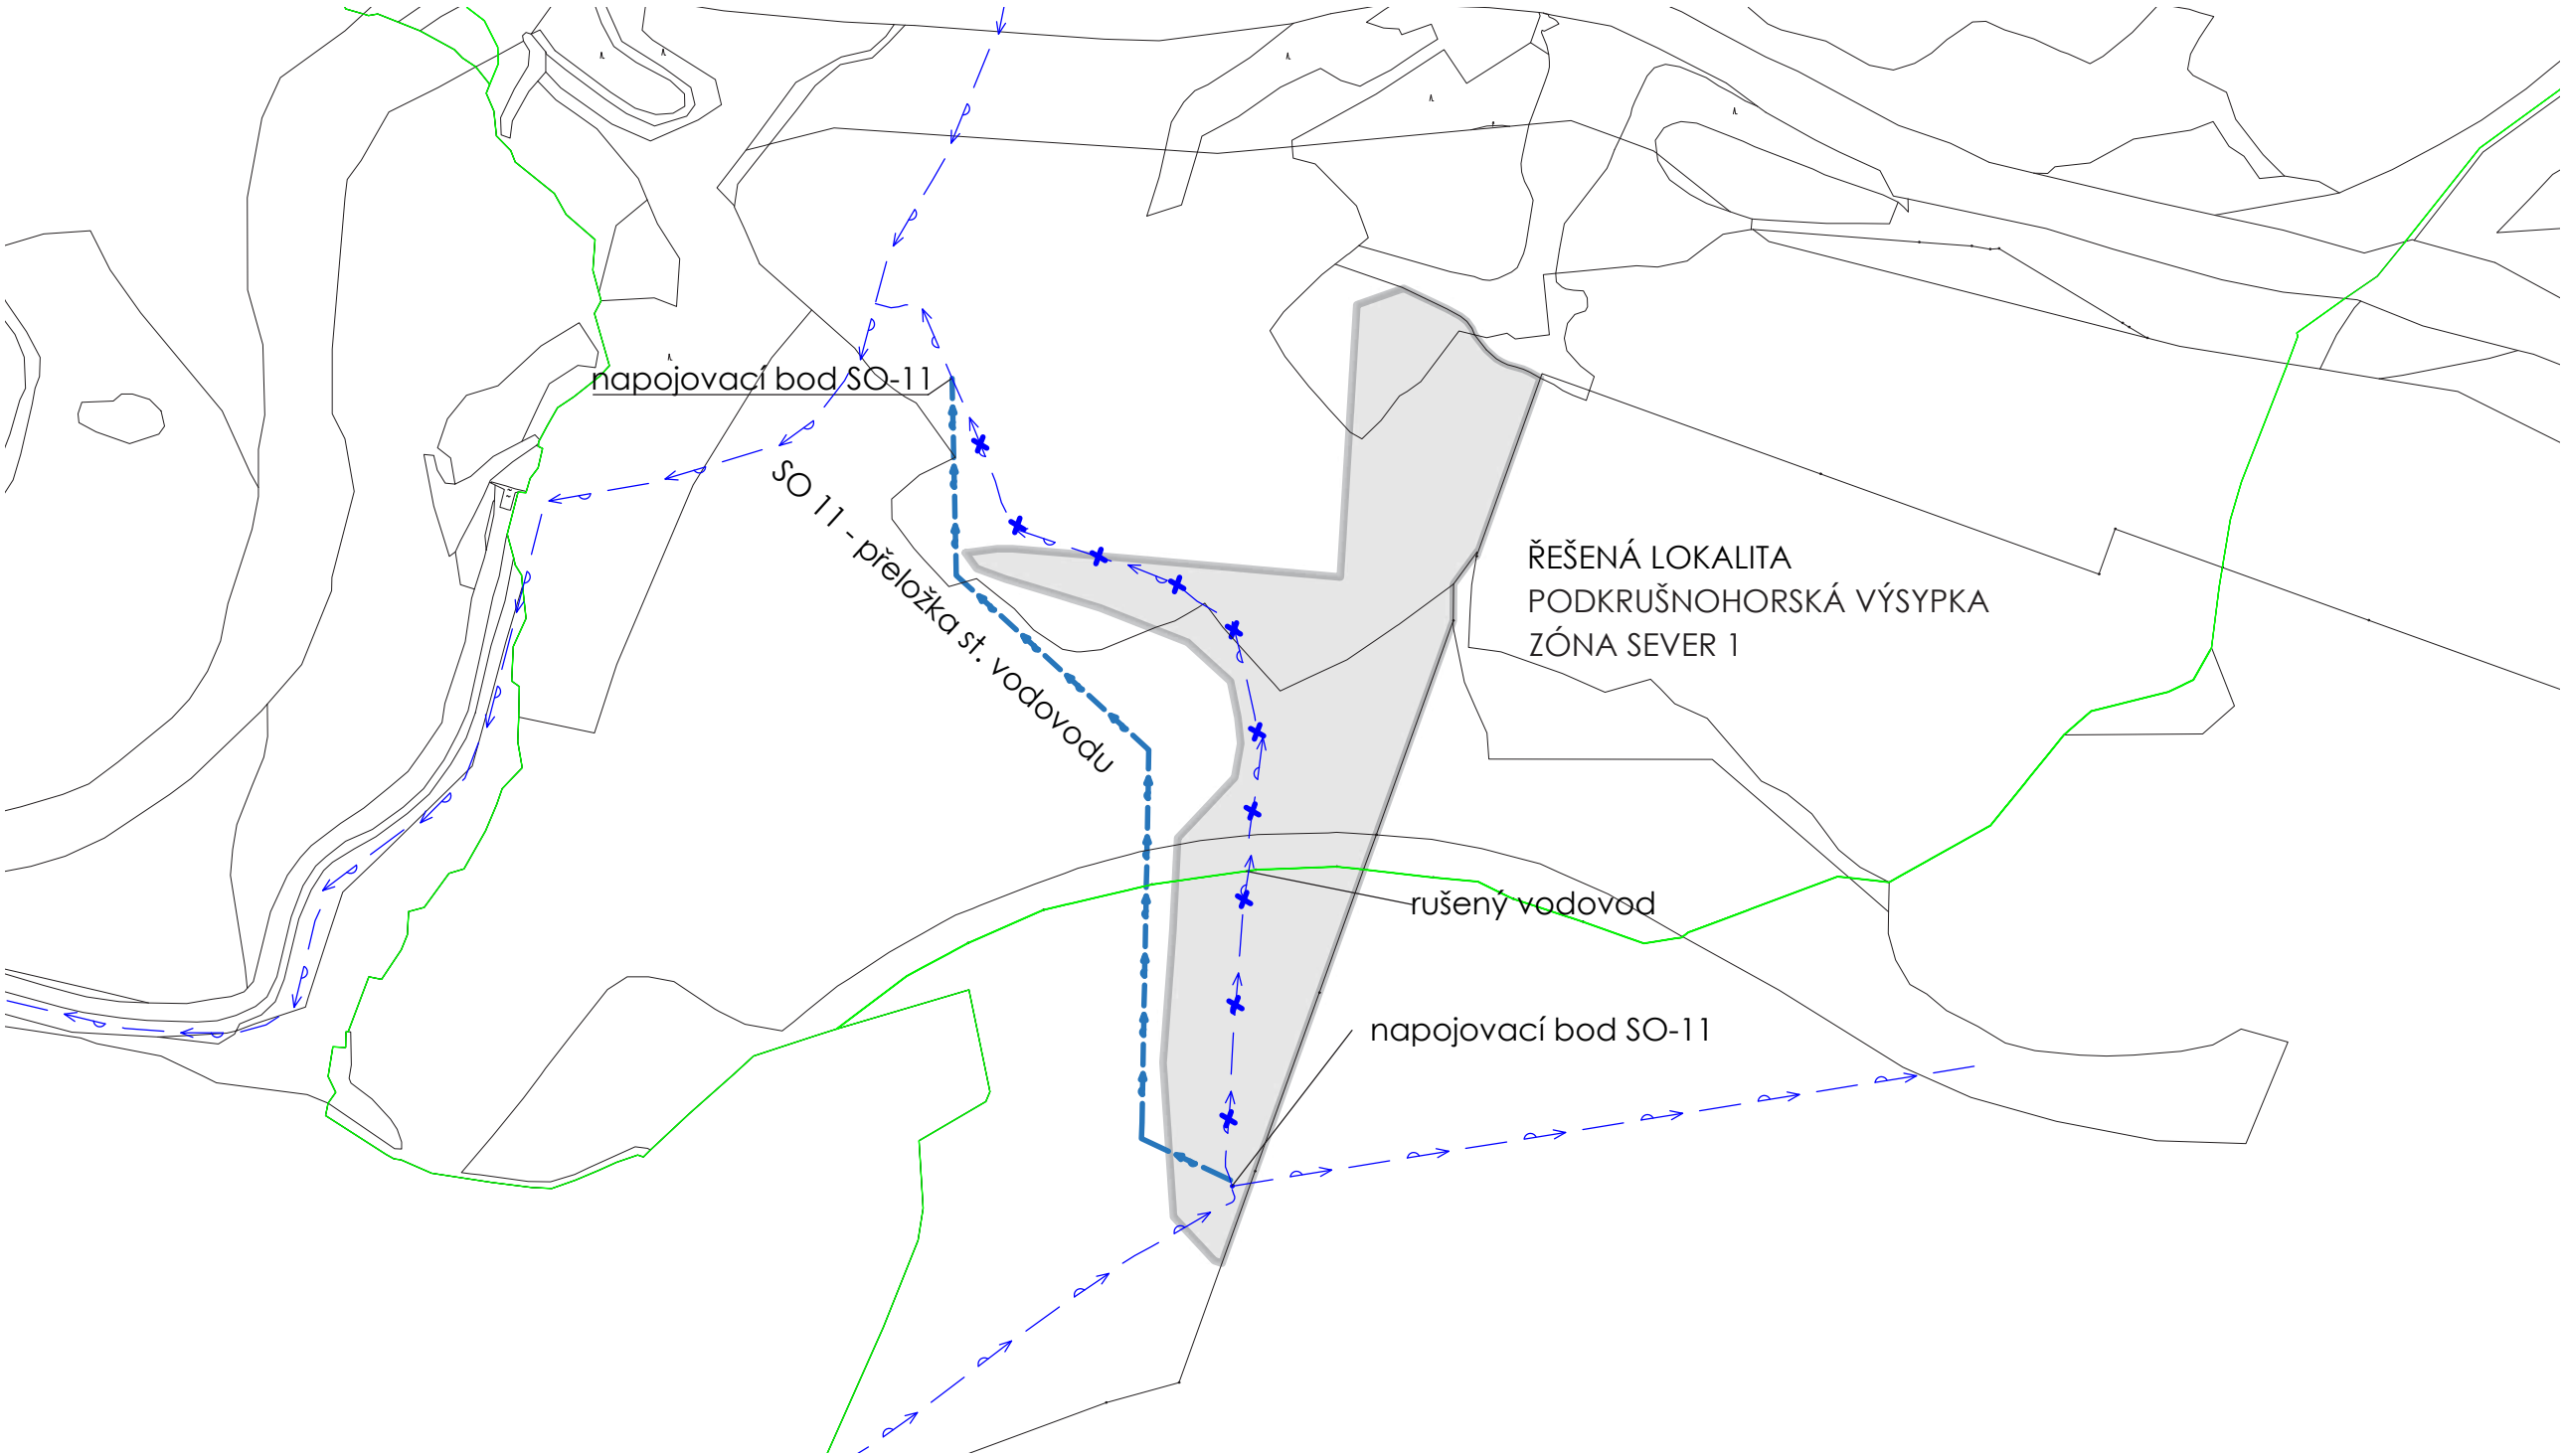 napojovací bod SO-11
SO 11 - přeložka st. vodovodu
ŘEŠENÁ LOKALITA
PODKRUŠNOHORSKÁ VÝSYPKA
ZÓNA SEVER 1
rušený vodovod
napojovací bod SO-11